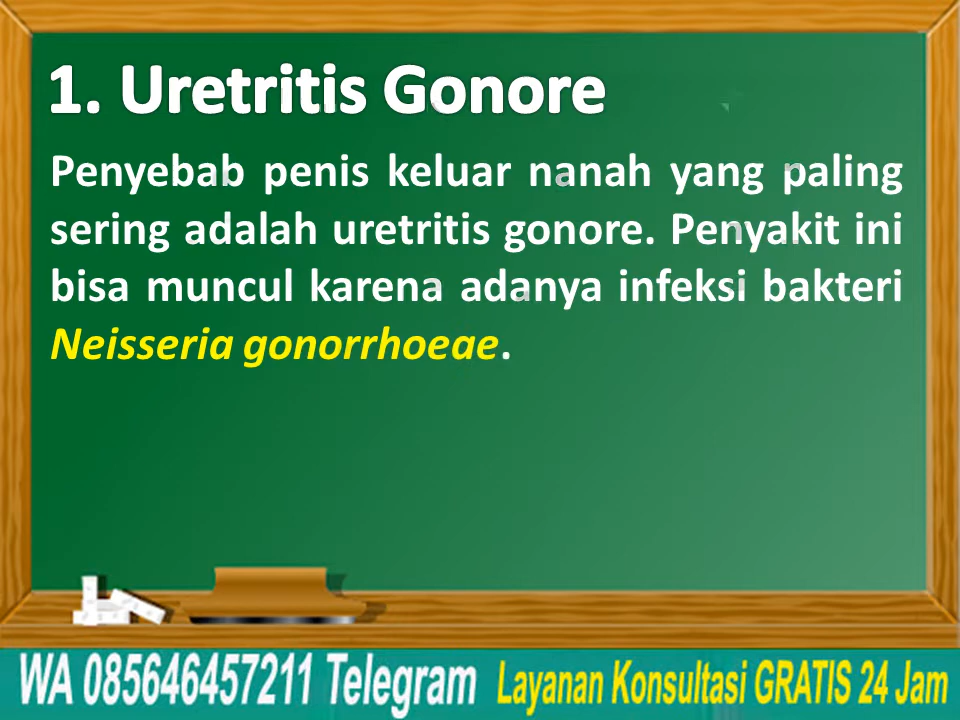 1. Uretritis Gonore
Penyebab penis keluar nanah yang paling
sering adalah uretritis gonore. Penyakit ini
bisa muncul karena adanya infeksi bakteri
Neisseria gonorrhoeae.
WA 085646457211 Telegram Layanan Konsultasi GRATIS 24 Jam